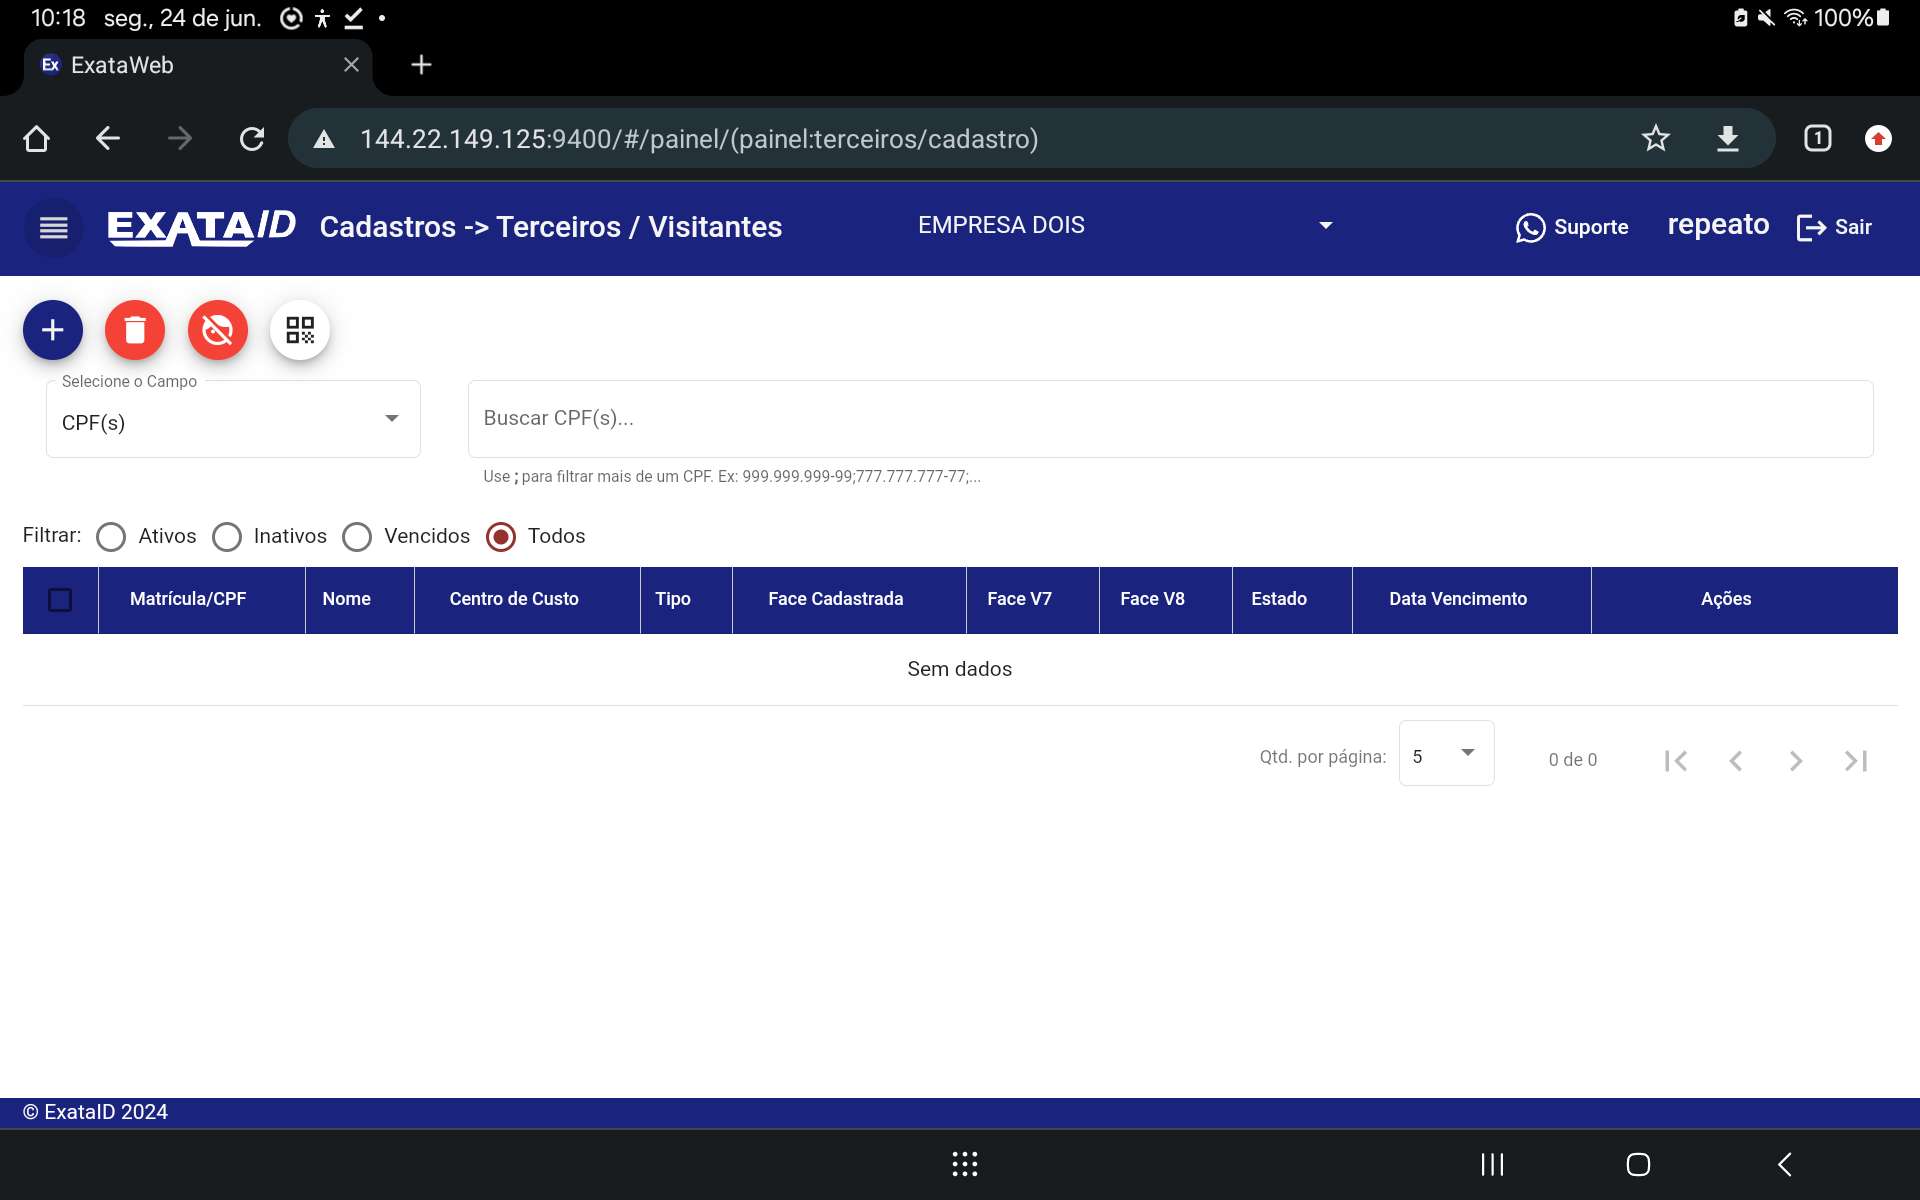 10:18 seg., 24 de jun. 100%
Ex ExataWeb
144.22.149.125:9400/#/painel/(painel:terceiros/cadastro) 1
EXATAID Cadastros -> Terceiros / Visitantes EMPRESA DOIS Suporte repeato Sair
Selecione o Campo
CPF(s) Buscar CPF(s)...
Use ; para filtrar mais de um CPF. Ex: 999.999.999-99;777.777.777-77;...
Filtrar: Ativos Inativos Vencidos Todos
Matrícula/CPF Nome Centro de Custo Tipo Face Cadastrada Face V7 Face V8 Estado Data Vencimento Ações
Sem dados
Qtd. por página: 5 0 de 0
© ExataID 2024